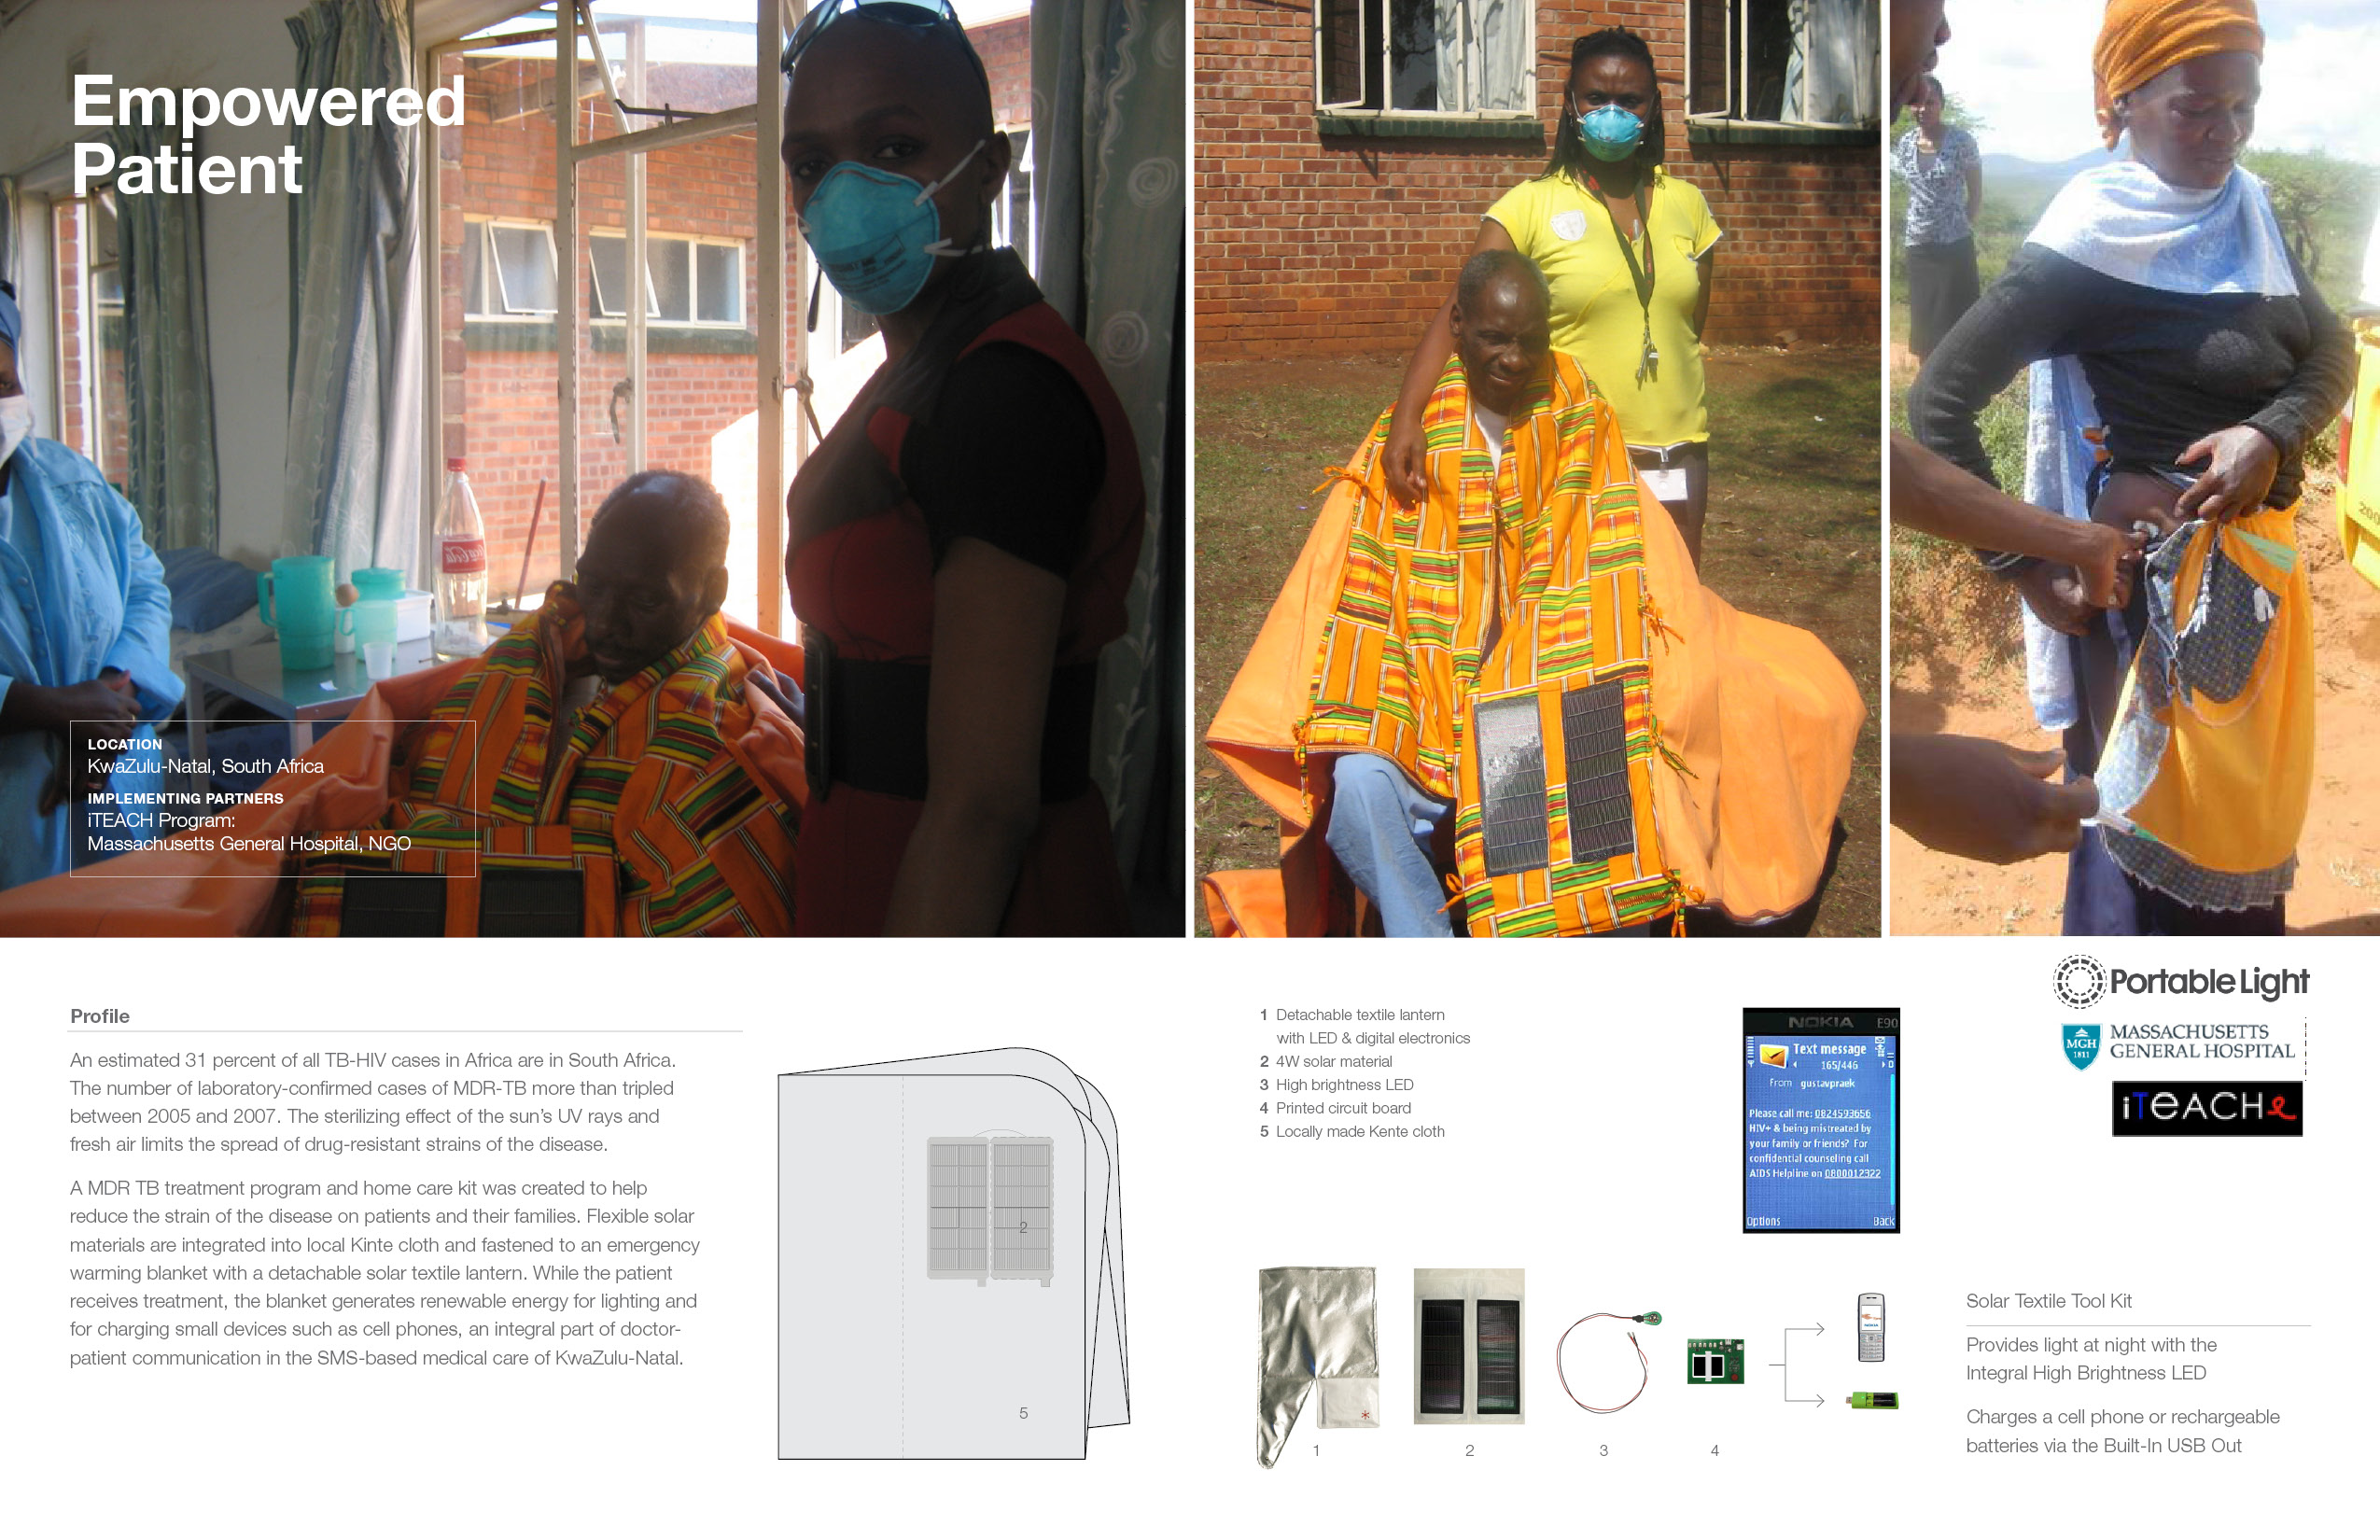 Empowered
Patient
LOCATION
KwaZulu-Natal, South Africa
IMPLEMENTING PARTNERS
iTEACH Program:
Massachusetts General Hospital, NGO
Coca-Cola
200
Profile
An estimated 31 percent of all TB-HIV cases in Africa are in South Africa.
The number of laboratory-confirmed cases of MDR-TB more than tripled
between 2005 and 2007. The sterilizing effect of the sun’s UV rays and
fresh air limits the spread of drug-resistant strains of the disease.
A MDR TB treatment program and home care kit was created to help
reduce the strain of the disease on patients and their families. Flexible solar
materials are integrated into local Kinte cloth and fastened to an emergency
warming blanket with a detachable solar textile lantern. While the patient
receives treatment, the blanket generates renewable energy for lighting and
for charging small devices such as cell phones, an integral part of doctor-
patient communication in the SMS-based medical care of KwaZulu-Natal.
2
5
1 Detachable textile lantern
with LED & digital electronics
2 4W solar material
3 High brightness LED
4 Printed circuit board
5 Locally made Kente cloth
NOKIA E90
Text message
165/446
From gustavpraek
Please call me: 0824593656
HIV+ & being mistreated by
your family or friends? For
confidential counseling call
AIDS Helpline on 0800012322
Options Back
1
2
3
4
Portable Light
MGH
1811
MASSACHUSETTS
GENERAL HOSPITAL
iTEACH
Solar Textile Tool Kit
Provides light at night with the
Integral High Brightness LED
Charges a cell phone or rechargeable
batteries via the Built-In USB Out